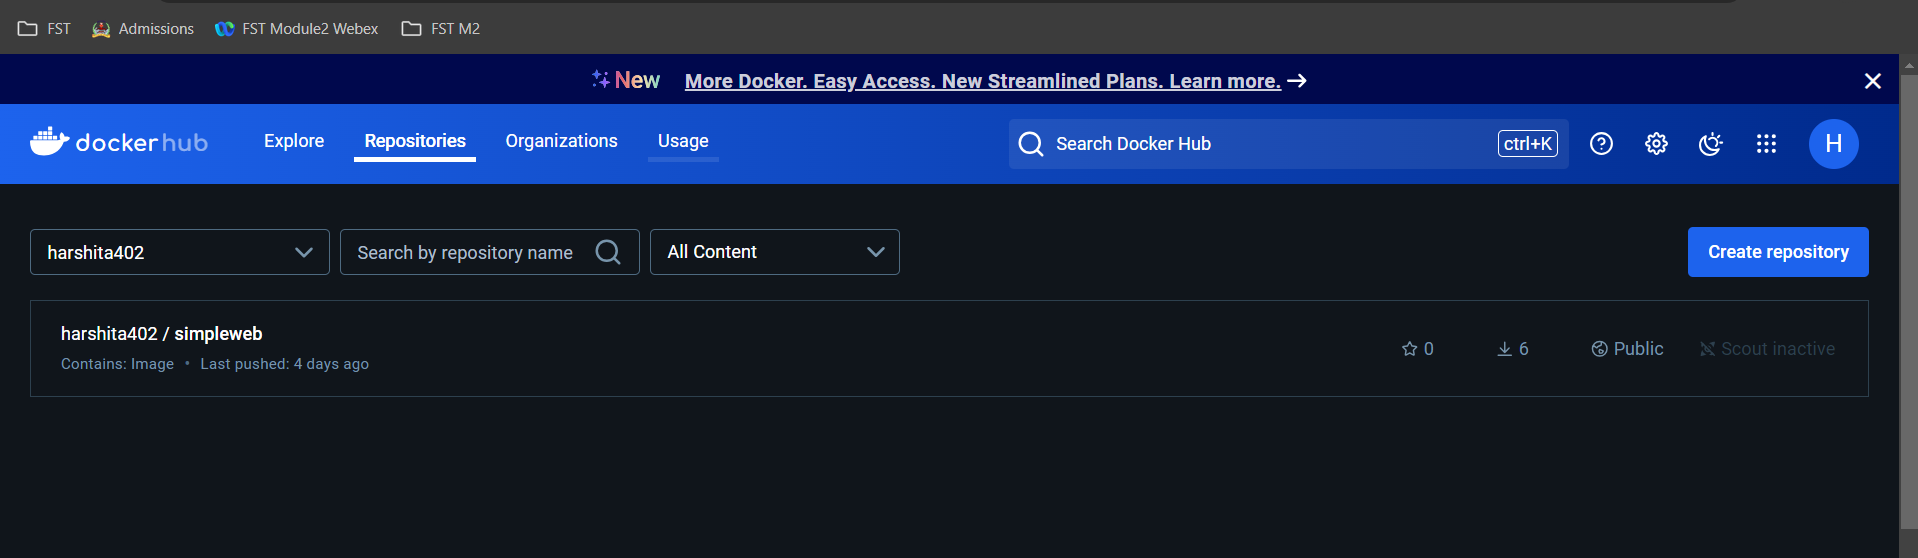 FST Admissions FST Module2 Webex FST M2
New More Docker. Easy Access. New Streamlined Plans. Learn more.
docker hub Explore Repositories Organizations Usage Search Docker Hub ctrl+K H
harshita402 Search by repository name All Content Create repository
harshita402 / simpleweb
0 6 Public Scout inactive
Contains: Image • Last pushed: 4 days ago